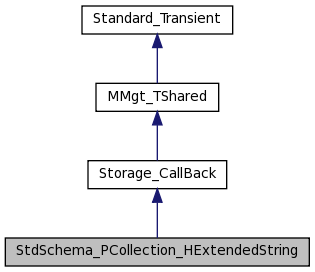 Standard_Transient
MMgt_TShared
Storage_CallBack
StdSchema_PCollection_HExtendedString